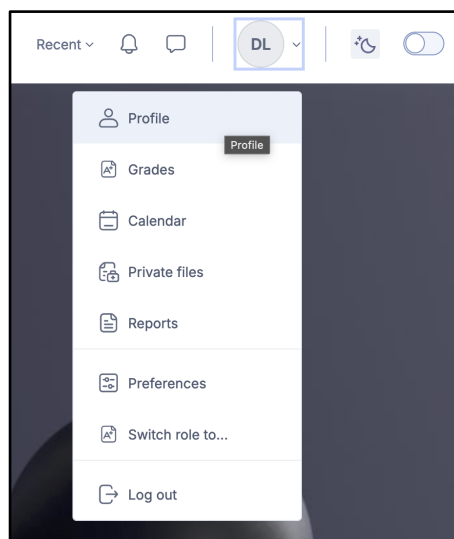 Recent
DL
Profile
Profile
Grades
Calendar
Private files
Reports
Preferences
Switch role to...
Log out